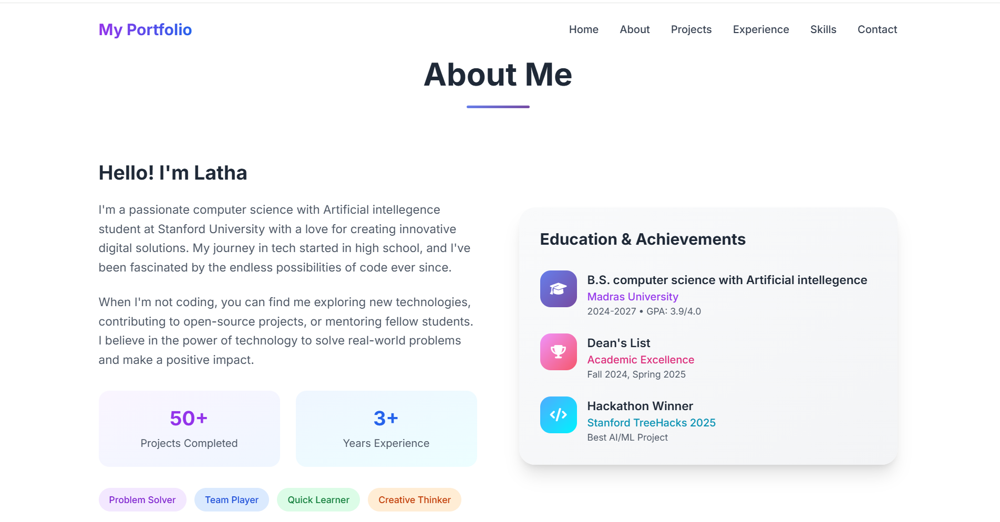 My Portfolio
Home About Projects Experience Skills Contact
About Me
Hello! I'm Latha
I'm a passionate computer science with Artificial intellegence
student at Stanford University with a love for creating innovative
digital solutions. My journey in tech started in high school, and I've
been fascinated by the endless possibilities of code ever since.
When I'm not coding, you can find me exploring new technologies,
contributing to open-source projects, or mentoring fellow students.
I believe in the power of technology to solve real-world problems
and make a positive impact.
50+
Projects Completed
3+
Years Experience
Problem Solver
Team Player
Quick Learner
Creative Thinker
Education & Achievements
B.S. computer science with Artificial intellegence
Madras University
2024-2027 • GPA: 3.9/4.0
Dean's List
Academic Excellence
Fall 2024, Spring 2025
Hackathon Winner
Stanford TreeHacks 2025
Best AI/ML Project